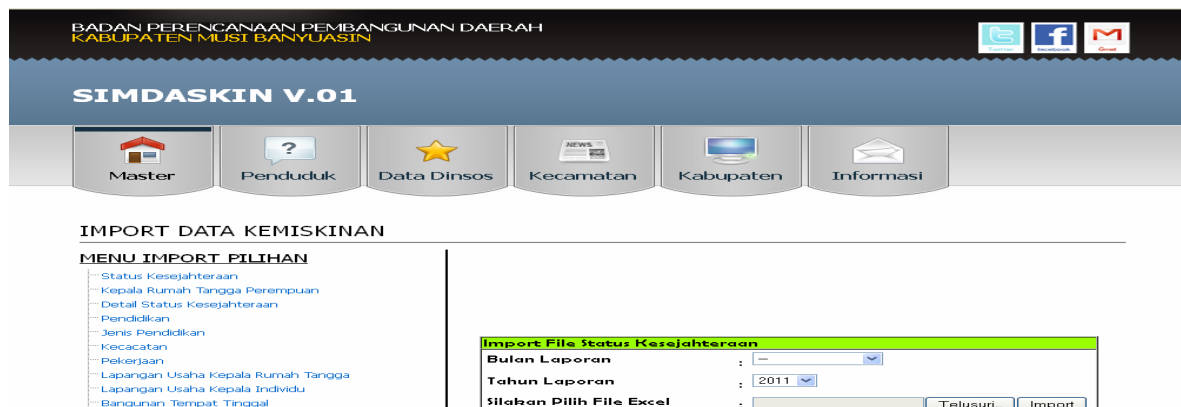 BADAN PERENCANAAN PEMBANGUNAN DAERAH
KABUPATEN MUSI BANYUASIN
Twitter
facebook
Gmail
SIMDASKIN V.01
NEWS
Master
Penduduk
Data Dinsos
Kecamatan
Kabupaten
Informasi
IMPORT DATA KEMISKINAN
MENU IMPORT PILIHAN
Status Kesejahteraan
Kepala Rumah Tangga Perempuan
Detail Status Kesejahteraan
Pendidikan
Jenis Pendidikan
Kecacatan
Pekerjaan
Lapangan Usaha Kepala Rumah Tangga
Lapangan Usaha Kepala Individu
Bangunan Tempat Tinggal
Import File Status Kesejahteraan
Bulan Laporan : --
Tahun Laporan : 2011
Silakan Pilih File Excel : Telusuri... Import